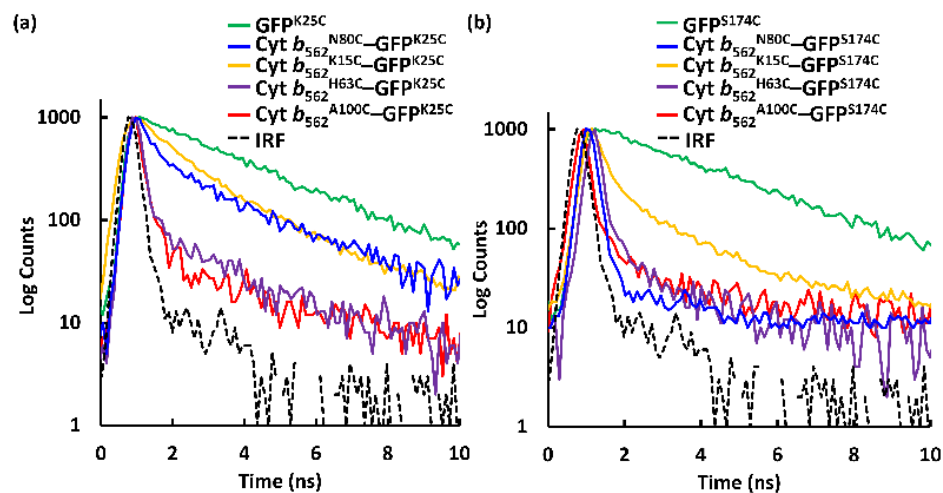 (a)
GFP^K25C
Cyt b562^N80C–GFP^K25C
Cyt b562^K15C–GFP^K25C
Cyt b562^H63C–GFP^K25C
Cyt b562^A100C–GFP^K25C
IRF
1000
100
10
1
Log Counts
0 2 4 6 8 10
Time (ns)
(b)
GFP^S174C
Cyt b562^N80C–GFP^S174C
Cyt b562^K15C–GFP^S174C
Cyt b562^H63C–GFP^S174C
Cyt b562^A100C–GFP^S174C
IRF
1000
100
10
1
Log Counts
0 2 4 6 8 10
Time (ns)